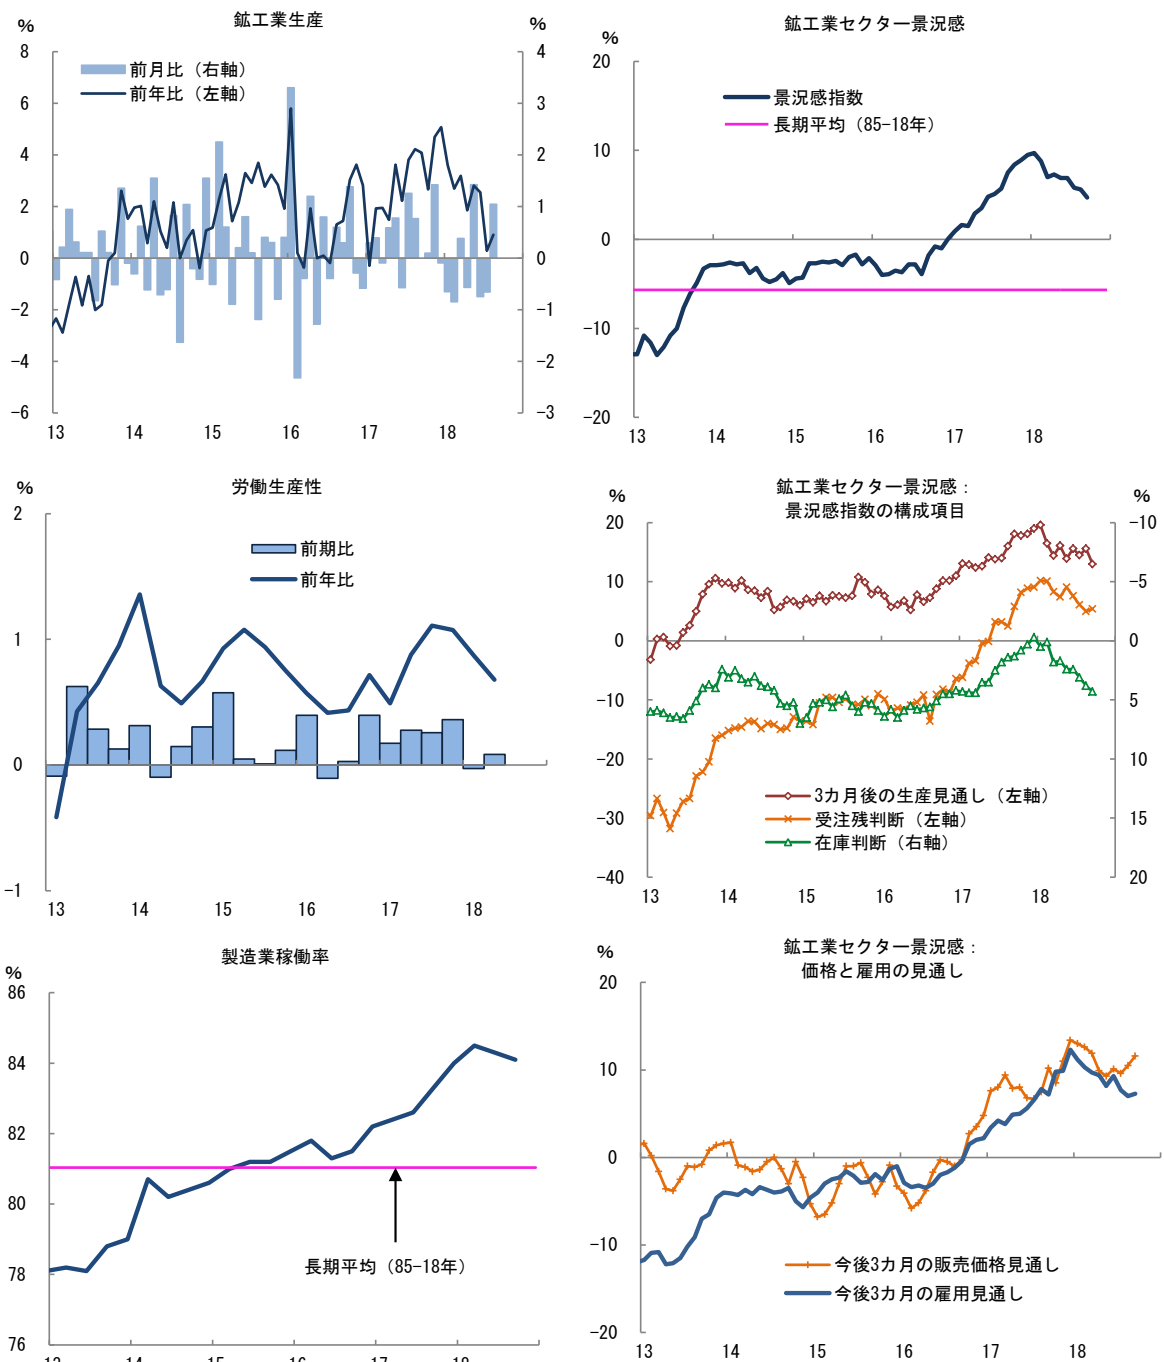 鉱工業生産
%
%
8
6
4
2
0
-2
-4
-6
4
3
2
1
0
-1
-2
-3
前月比（右軸）
前年比（左軸）
13 14 15 16 17 18
鉱工業セクター景況感
%
20
10
0
-10
-20
景況感指数
長期平均（85-18年）
13 14 15 16 17 18
労働生産性
%
2
1
0
-1
前期比
前年比
13 14 15 16 17 18
鉱工業セクター景況感：
景況感指数の構成項目
%
%
20
10
0
-10
-20
-30
-40
-10
-5
0
5
10
15
20
3カ月後の生産見通し（左軸）
受注残判断（左軸）
在庫判断（右軸）
13 14 15 16 17 18
製造業稼働率
%
86
84
82
80
78
76
長期平均（85-18年）
13 14 15 16 17 18
鉱工業セクター景況感：
価格と雇用の見通し
%
20
10
0
-10
-20
今後3カ月の販売価格見通し
今後3カ月の雇用見通し
13 14 15 16 17 18